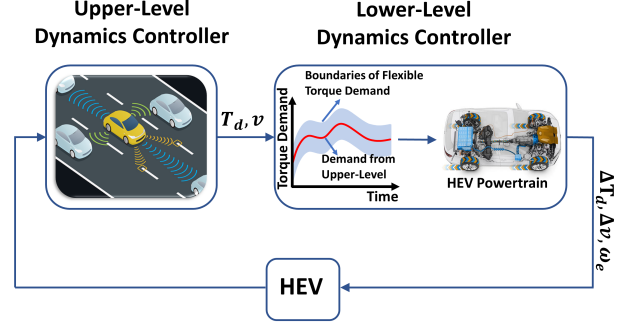 Upper-Level
Dynamics Controller
Lower-Level
Dynamics Controller
T_d, v
Boundaries of Flexible
Torque Demand
Torque Demand
Demand from
Upper-Level
Time
HEV Powertrain
ΔT_d, Δv, ω_e
HEV